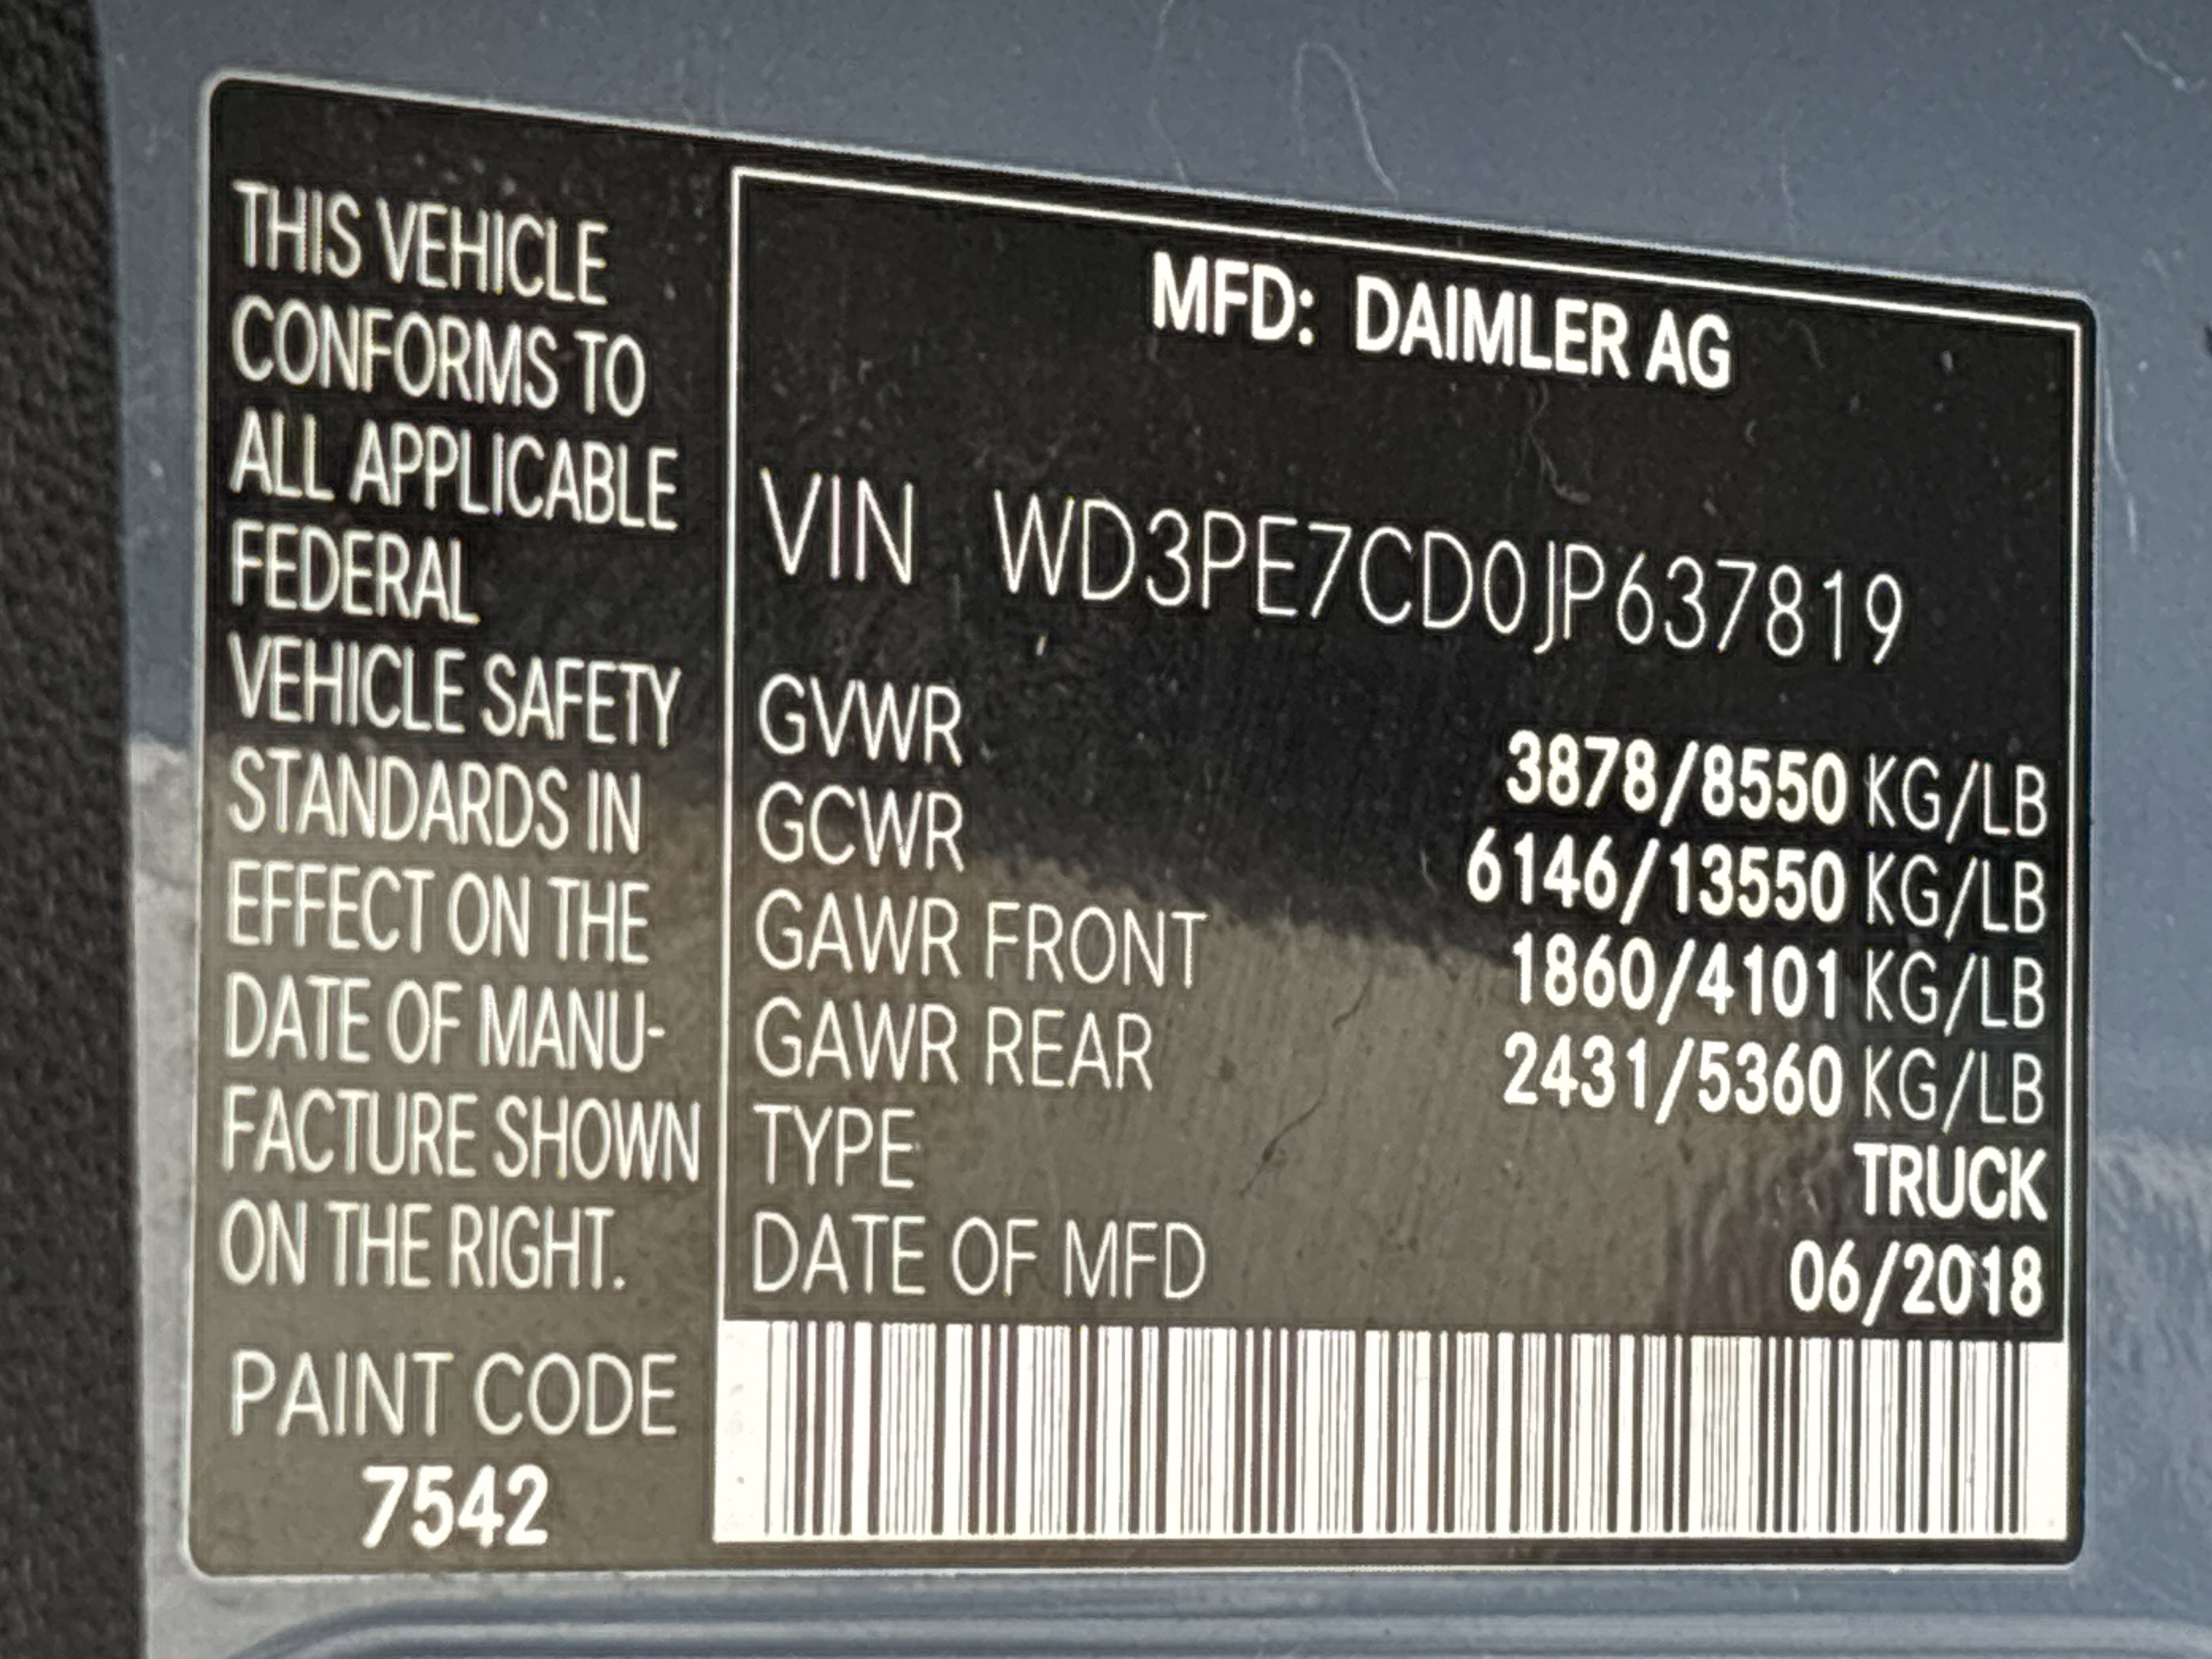 THIS VEHICLE
CONFORMS TO
ALL APPLICABLE
FEDERAL
VEHICLE SAFETY
STANDARDS IN
EFFECT ON THE
DATE OF MANU-
FACTURE SHOWN
ON THE RIGHT.
PAINT CODE
7542
MFD: DAIMLER AG
VIN WD3PE7CD0JP637819
GVWR 3878/8550 KG/LB
GCWR 6146/13550 KG/LB
GAWR FRONT 1860/4101 KG/LB
GAWR REAR 2431/5360 KG/LB
TYPE TRUCK
DATE OF MFD 06/2018